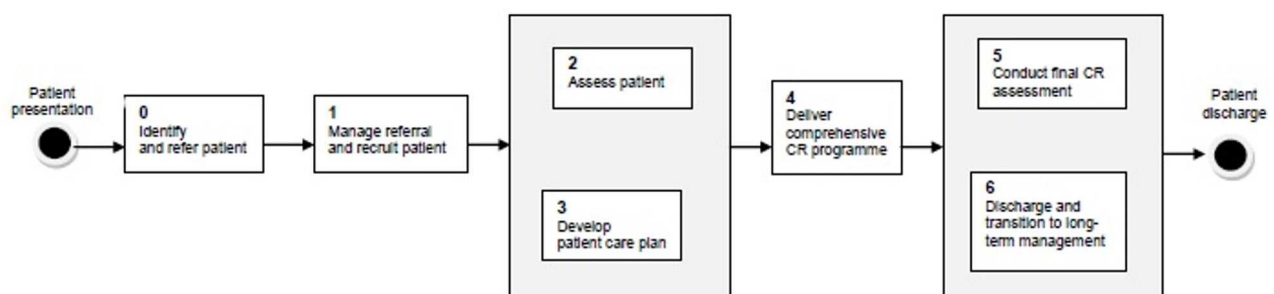 Patient
presentation
0
Identify
and refer patient
1
Manage referral
and recruit patient
2
Assess patient
3
Develop
patient care plan
4
Deliver
comprehensive
CR programme
5
Conduct final CR
assessment
6
Discharge and
transition to long-
term management
Patient
discharge